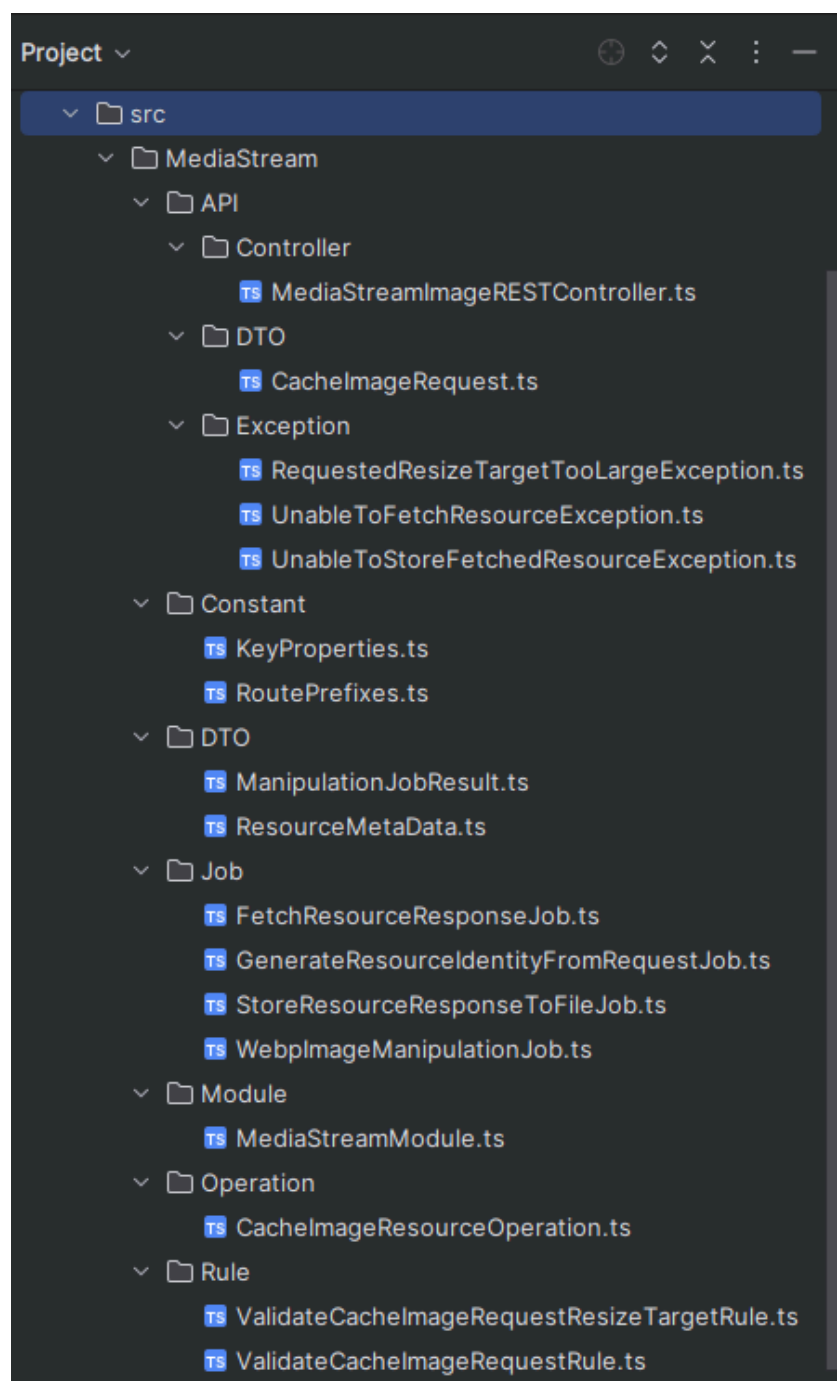 Project
src
MediaStream
API
Controller
TS MediaStreamImageRESTController.ts
DTO
TS CacheImageRequest.ts
Exception
TS RequestedResizeTargetTooLargeException.ts
TS UnableToFetchResourceException.ts
TS UnableToStoreFetchedResourceException.ts
Constant
TS KeyProperties.ts
TS RoutePrefixes.ts
DTO
TS ManipulationJobResult.ts
TS ResourceMetaData.ts
Job
TS FetchResourceResponseJob.ts
TS GenerateResourceIdentityFromRequestJob.ts
TS StoreResourceResponseToFileJob.ts
TS WebpImageManipulationJob.ts
Module
TS MediaStreamModule.ts
Operation
TS CacheImageResourceOperation.ts
Rule
TS ValidateCacheImageRequestResizeTargetRule.ts
TS ValidateCacheImageRequestRule.ts